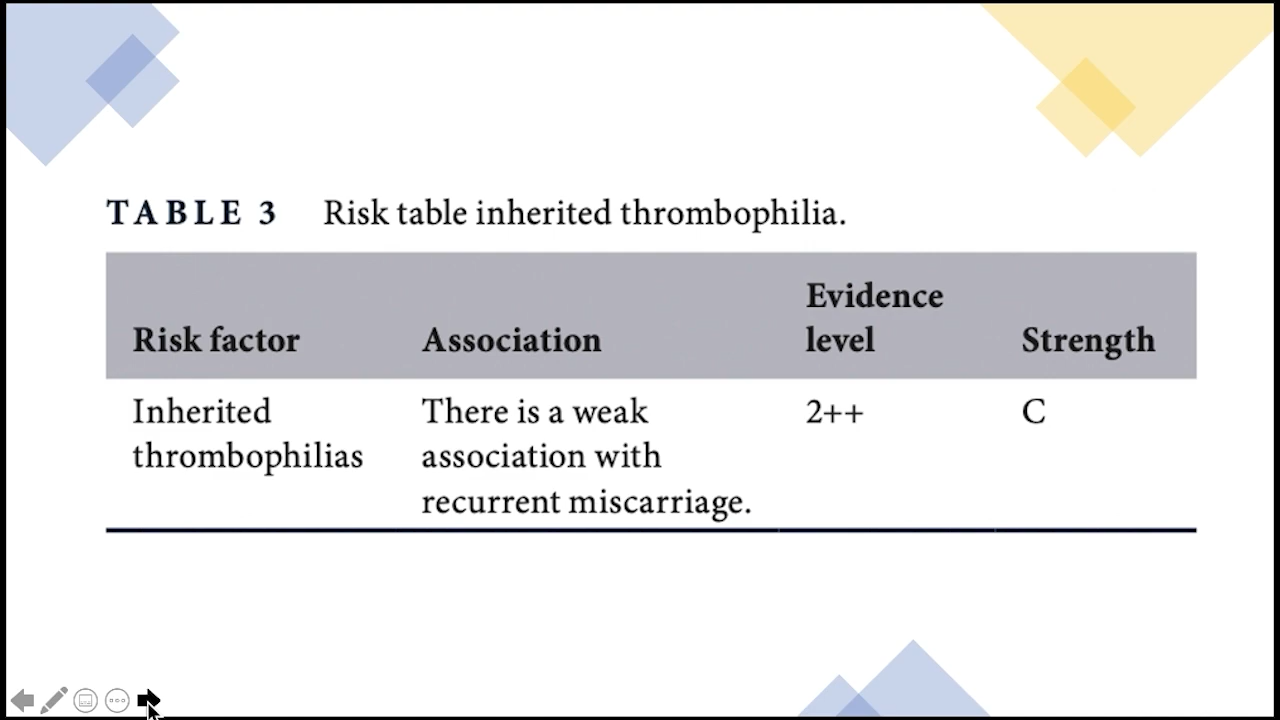 TABLE 3 Risk table inherited thrombophilia.
Risk factor Association Evidence level Strength
Inherited There is a weak 2++ C
thrombophilias association with
recurrent miscarriage.